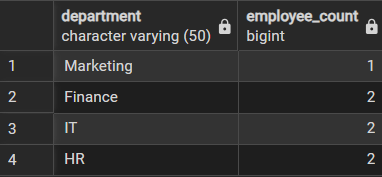 department employee_count
character varying (50) bigint
1 Marketing 1
2 Finance 2
3 IT 2
4 HR 2